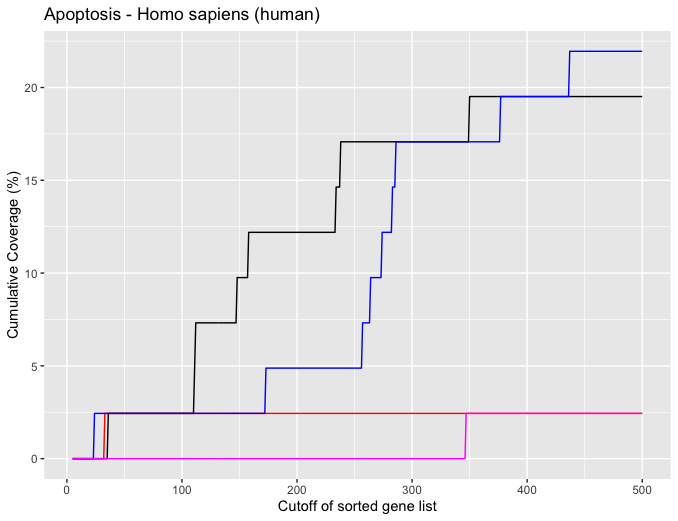 Apoptosis - Homo sapiens (human)
Cumulative Coverage (%)
20
15
10
5
0
0 100 200 300 400 500
Cutoff of sorted gene list